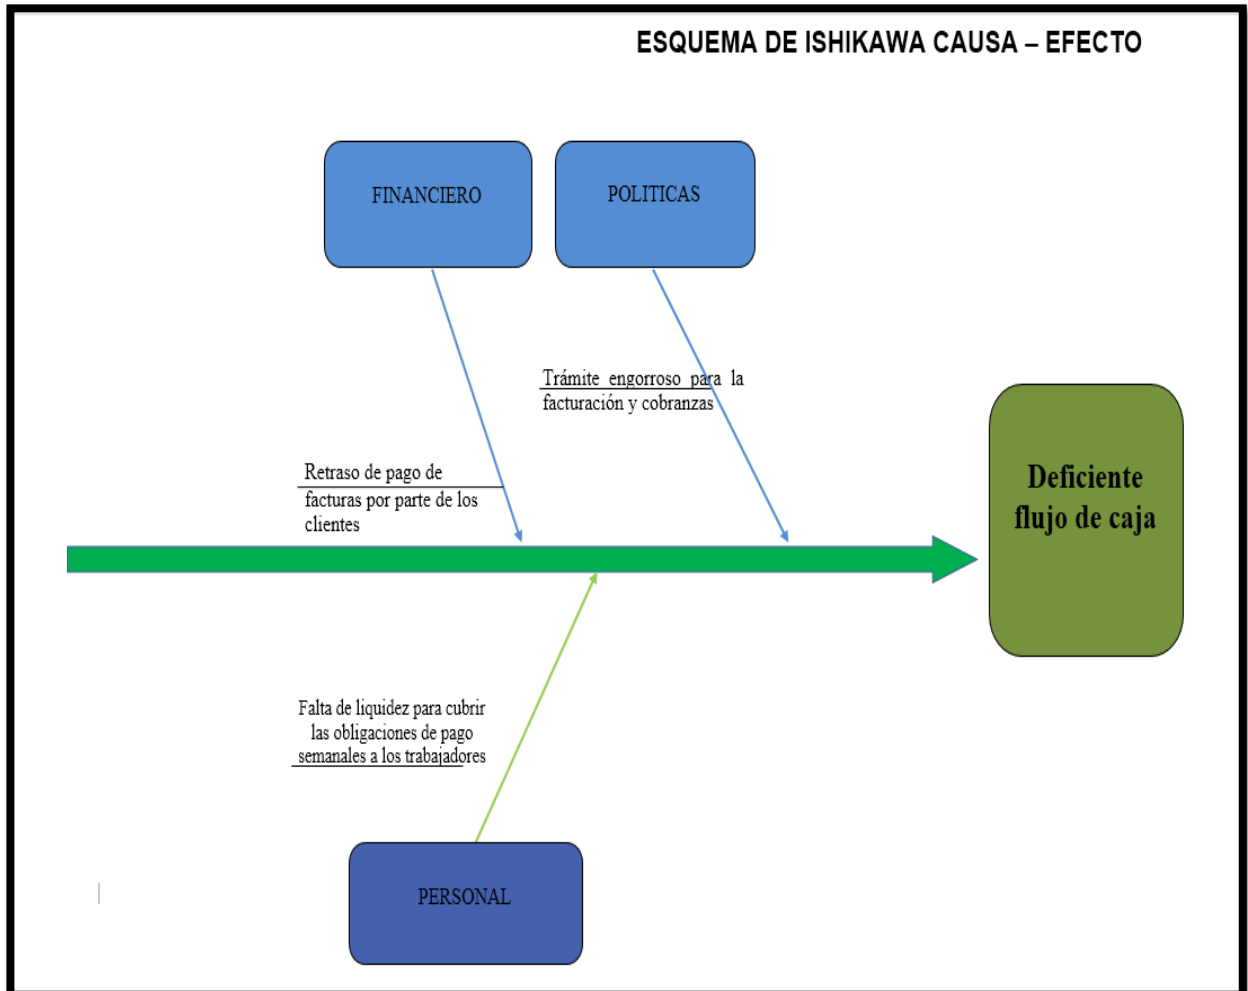 ESQUEMA DE ISHIKAWA CAUSA – EFECTO
FINANCIERO
POLITICAS
Trámite engorroso para la
facturación y cobranzas
Retraso de pago de
facturas por parte de los
clientes
Deficiente
flujo de caja
Falta de liquidez para cubrir
las obligaciones de pago
semanales a los trabajadores
PERSONAL